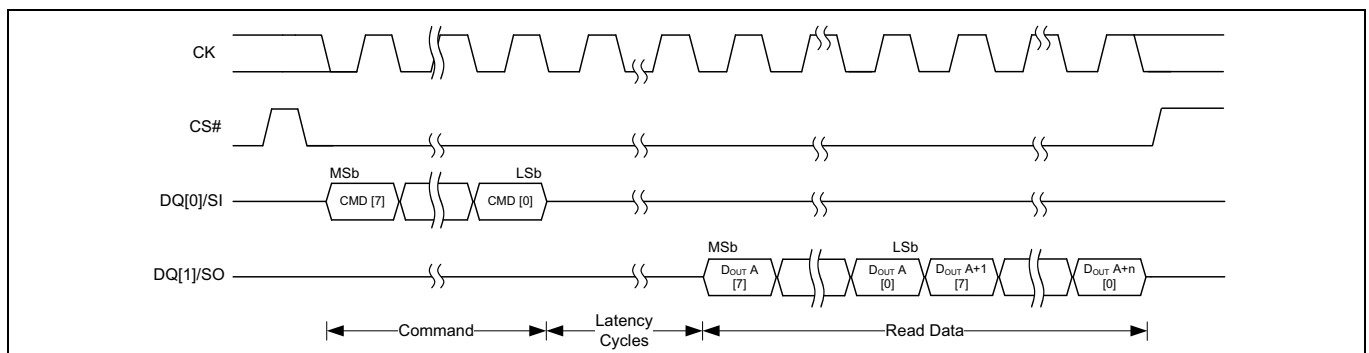 CK
CS#
MSb LSb
DQ[0]/SI CMD [7] CMD [0]
MSb LSb
DQ[1]/SO DOUT A [7] DOUT A [0] DOUT A+1 [7] DOUT A+n [0]
Command Latency Cycles Read Data